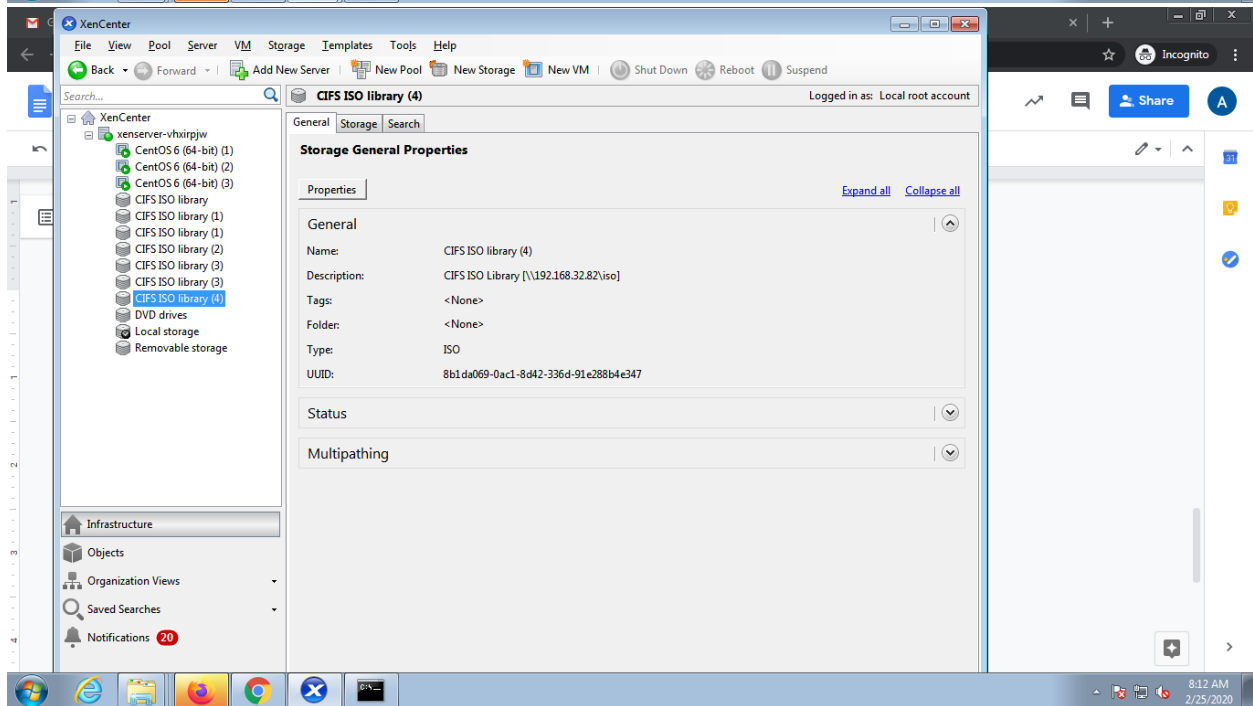 XenCenter
File View Pool Server VM Storage Templates Tools Help
Back Forward Add New Server New Pool New Storage New VM Shut Down Reboot Suspend
Search...
CIFS ISO library (4) Logged in as: Local root account
General Storage Search
XenCenter
xenserver-vhxirpjw
CentOS 6 (64-bit) (1)
CentOS 6 (64-bit) (2)
CentOS 6 (64-bit) (3)
CIFS ISO library
CIFS ISO library (1)
CIFS ISO library (1)
CIFS ISO library (2)
CIFS ISO library (3)
CIFS ISO library (3)
CIFS ISO library (4)
DVD drives
Local storage
Removable storage
Infrastructure
Objects
Organization Views
Saved Searches
Notifications 20
Storage General Properties
Properties Expand all Collapse all
General
Name: CIFS ISO library (4)
Description: CIFS ISO Library [\\192.168.32.82\iso]
Tags: <None>
Folder: <None>
Type: ISO
UUID: 8b1da069-0ac1-8d42-336d-91e288b4e347
Status
Multipathing
Incognito
Share
A
31
1
2
3
4
C:\
8:12 AM
2/25/2020